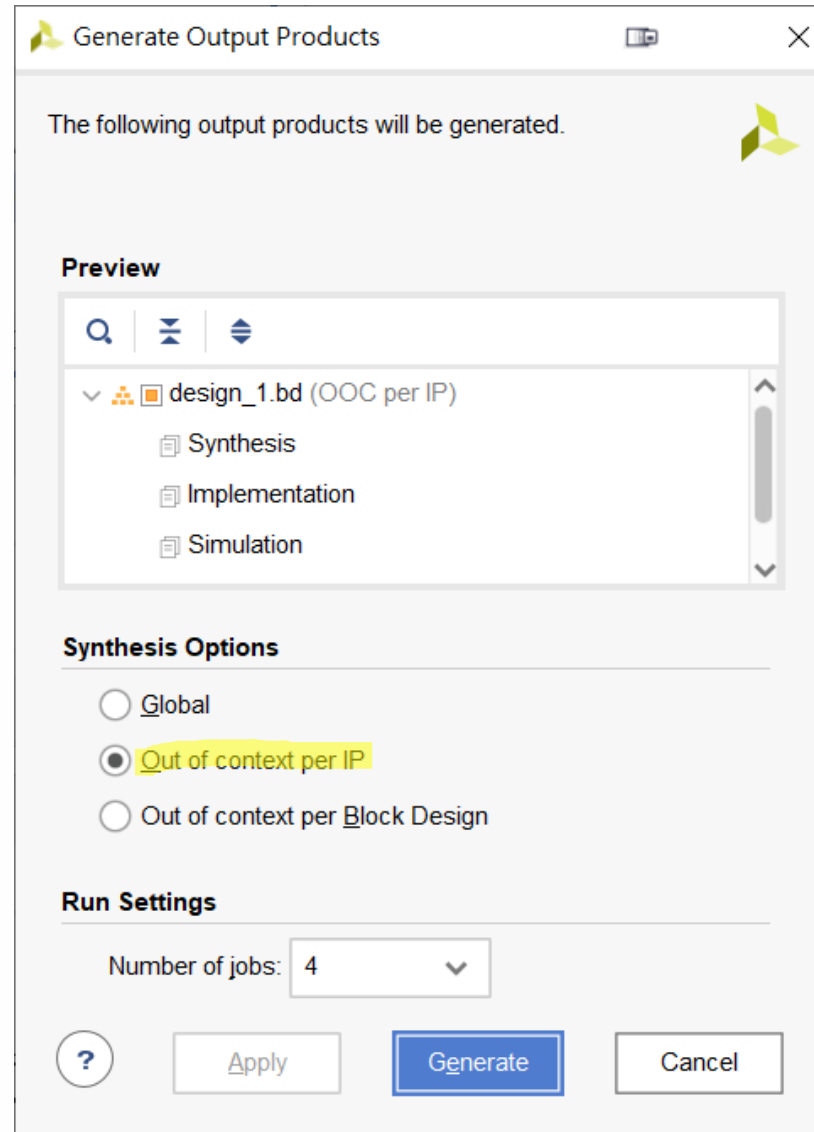 Generate Output Products
The following output products will be generated.
Preview
design_1.bd (OOC per IP)
Synthesis
Implementation
Simulation
Synthesis Options
Global
Out of context per IP
Out of context per Block Design
Run Settings
Number of jobs: 4
? Apply Generate Cancel